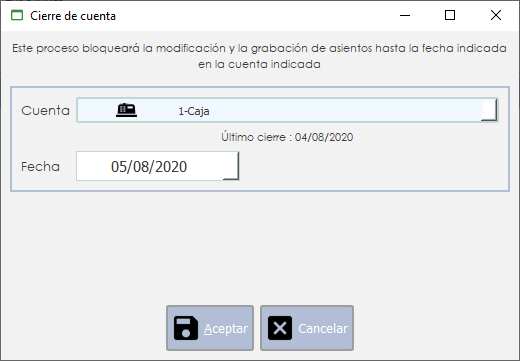 Cierre de cuenta
Este proceso bloqueará la modificación y la grabación de asientos hasta la fecha indicada
en la cuenta indicada
Cuenta 1-Caja
Último cierre : 04/08/2020
Fecha 05/08/2020
Aceptar Cancelar